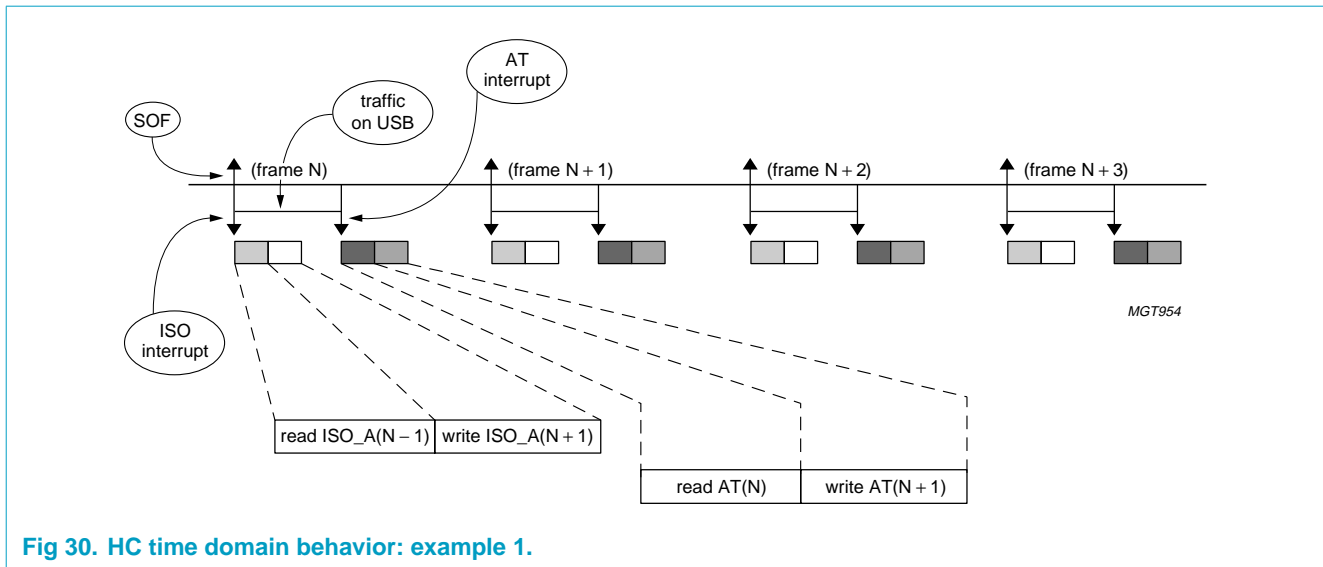 AT
interrupt
traffic
on USB
SOF
(frame N)
(frame N + 1)
(frame N + 2)
(frame N + 3)
MGT954
ISO
interrupt
read ISO_A(N − 1) write ISO_A(N + 1)
read AT(N) write AT(N + 1)
Fig 30. HC time domain behavior: example 1.